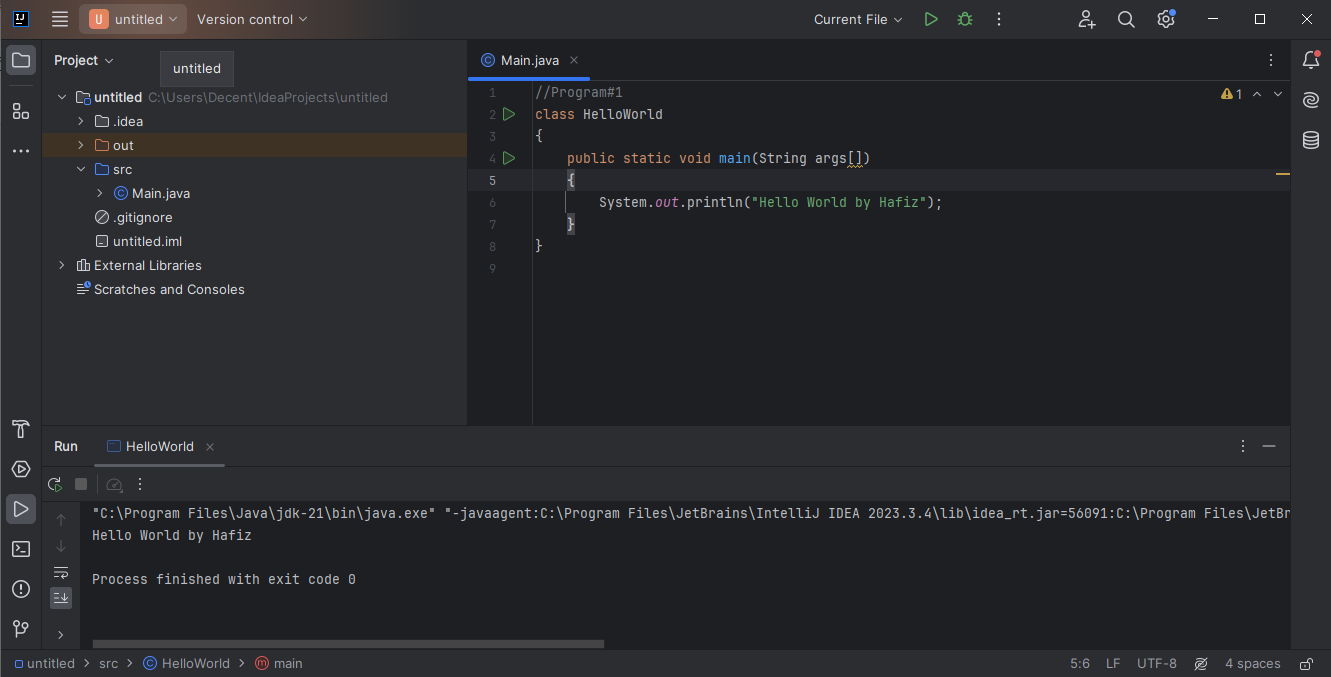 IJ
U untitled
Version control
Current File
Project
untitled
untitled C:\Users\Decent\IdeaProjects\untitled
.idea
out
src
C Main.java
.gitignore
untitled.iml
External Libraries
Scratches and Consoles
C Main.java
1 //Program#1
2 class HelloWorld
3 {
4 public static void main(String args[])
5 {
6 System.out.println("Hello World by Hafiz");
7 }
8 }
9
1
Run
HelloWorld
"C:\Program Files\Java\jdk-21\bin\java.exe" "-javaagent:C:\Program Files\JetBrains\IntelliJ IDEA 2023.3.4\lib\idea_rt.jar=56091:C:\Program Files\JetBr
Hello World by Hafiz
Process finished with exit code 0
untitled > src > C HelloWorld > m main
5:6 LF UTF-8 4 spaces